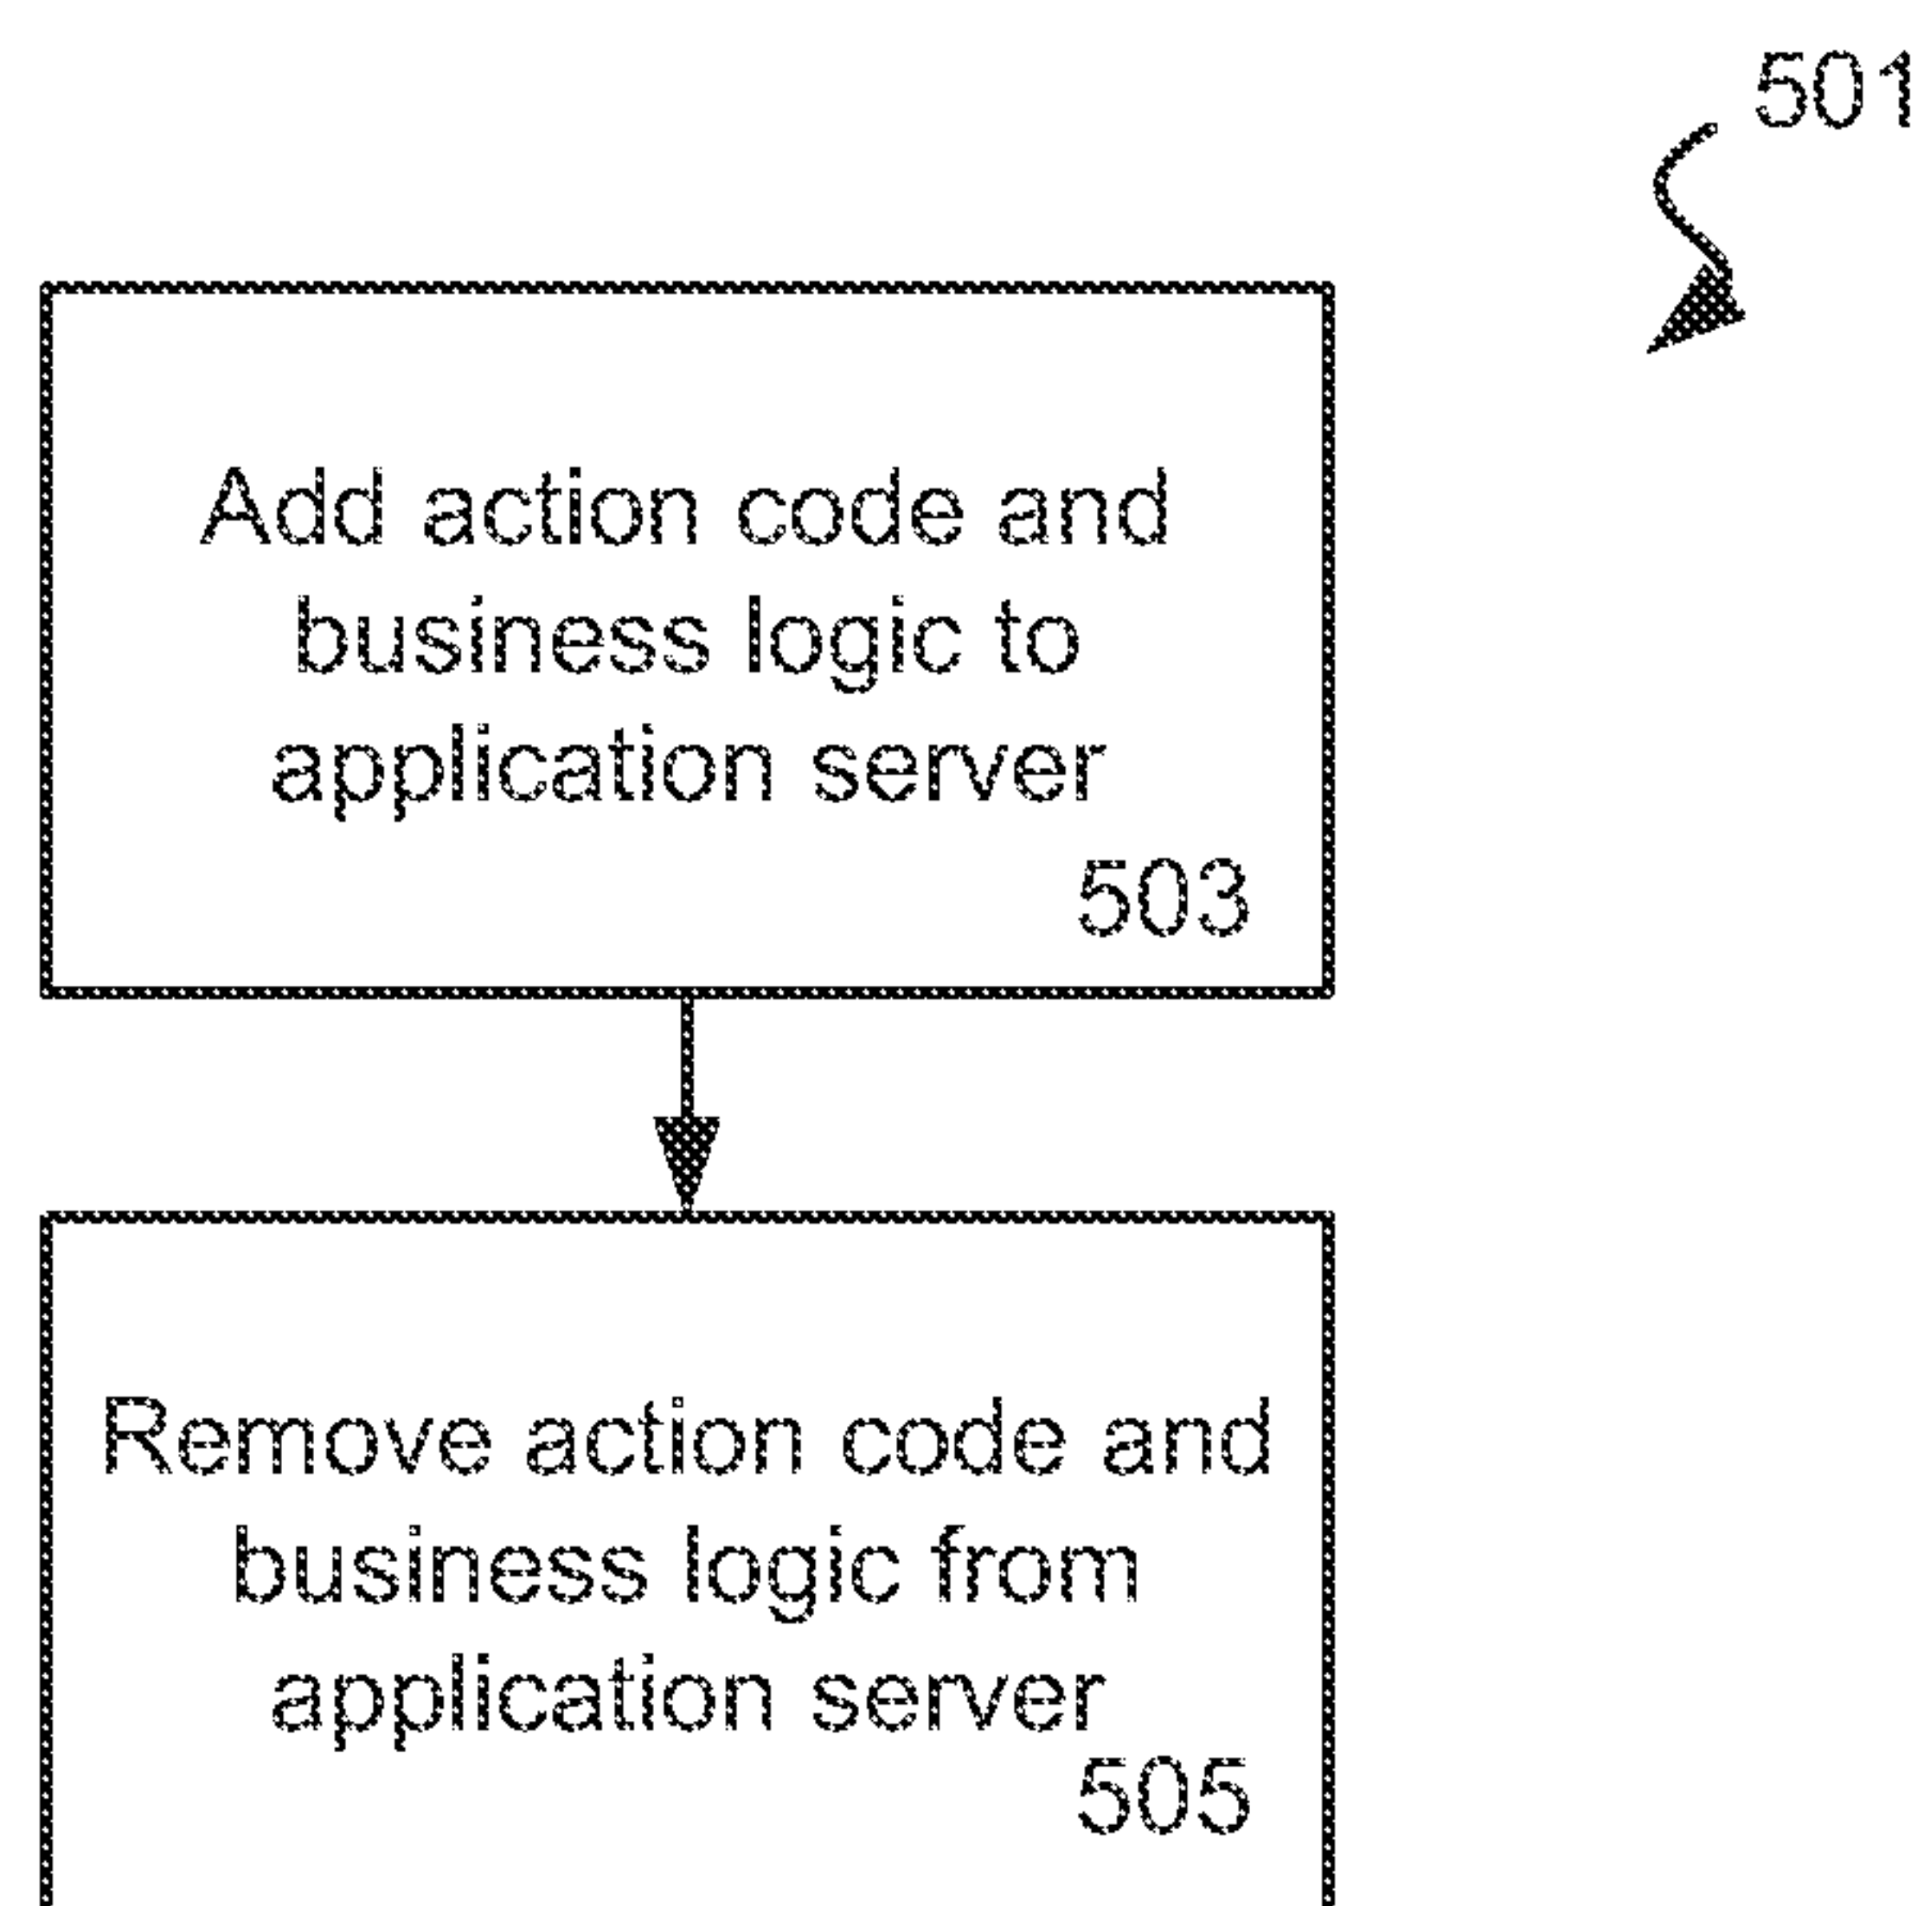 501
Add action code and
business logic to
application server
503
Remove action code and
business logic from
application server
505